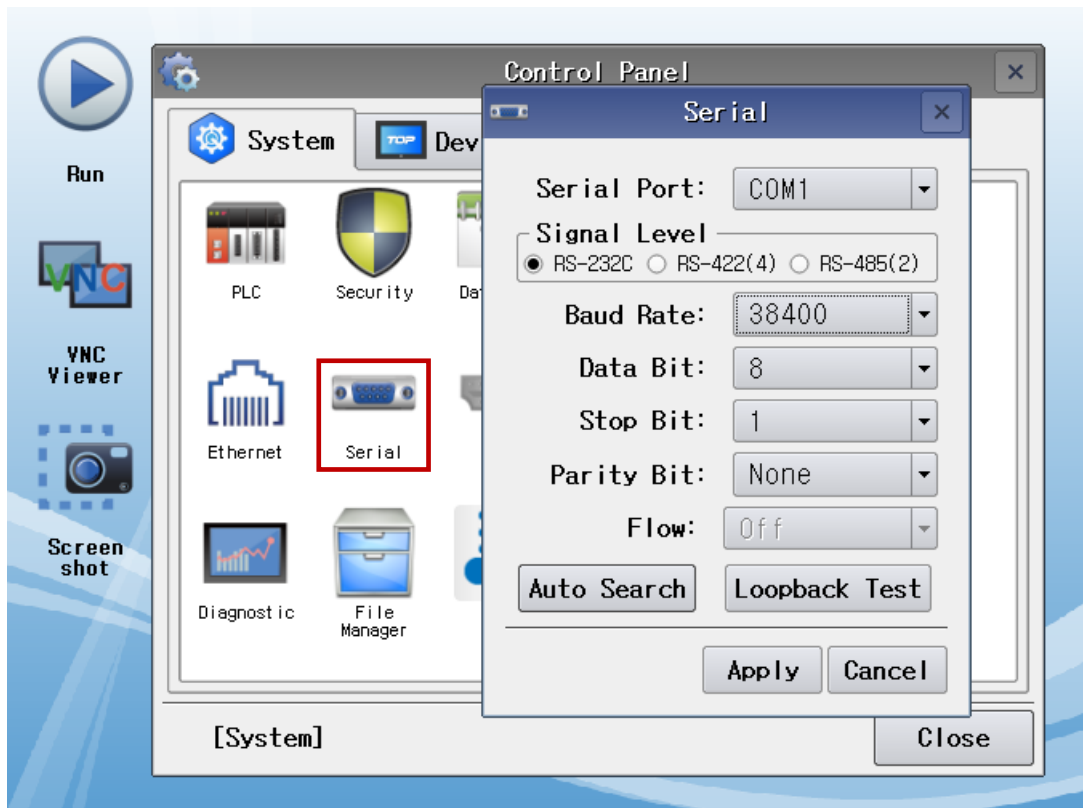 Run
VNC
VNC
Viewer
Screen
shot
Control Panel
System
TOP
Dev
PLC
Security
Da
Ethernet
Serial
Diagnostic
File
Manager
[System]
Close
Serial
Serial Port: COM1
Signal Level
RS-232C RS-422(4) RS-485(2)
Baud Rate: 38400
Data Bit: 8
Stop Bit: 1
Parity Bit: None
Flow: Off
Auto Search Loopback Test
Apply Cancel